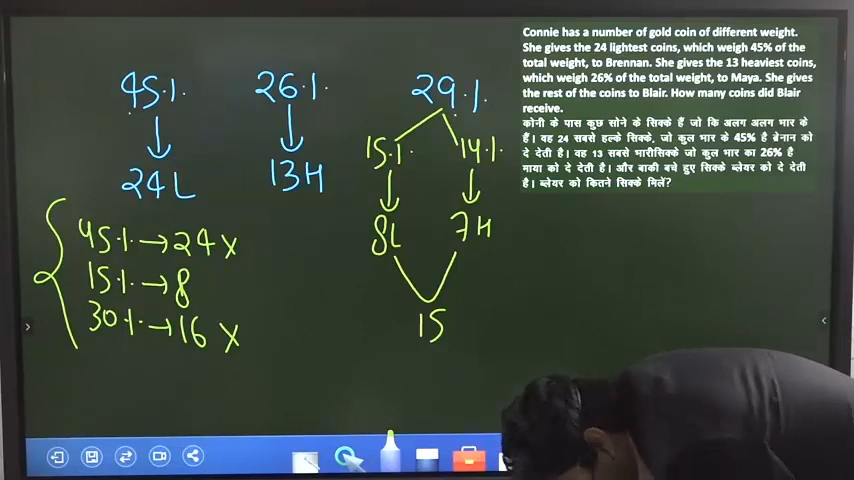 Connie has a number of gold coin of different weight.
She gives the 24 lightest coins, which weigh 45% of the
total weight, to Brennan. She gives the 13 heaviest coins,
which weigh 26% of the total weight, to Maya. She gives
the rest of the coins to Blair. How many coins did Blair
receive.
कोनी के पास कुछ सोने के सिक्के हैं जो कि अलग अलग भार के
हैं। वह 24 सबसे हल्के सिक्के, जो कुल भार के 45% है ब्रेनान को
दे देती है। वह 13 सबसे भारीसिक्के जो कुल भार का 26% है
माया को दे देती है। और बाकी बचे हुए सिक्के ब्लेयर को दे देती
है। ब्लेयर को कितने सिक्के मिलें?
45% 26% 29%
15% 14%
24L 13H
8L 7H
45% → 24 x
15% → 8
30% → 16 x
15